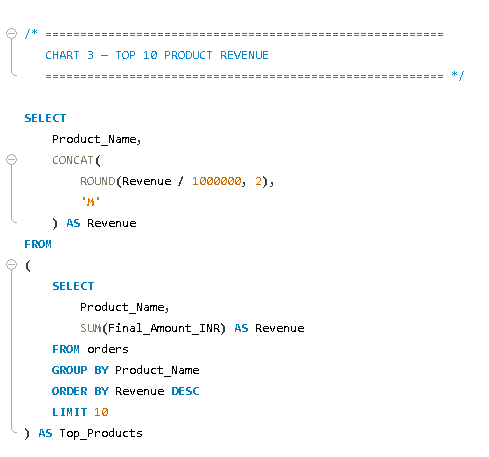 /* =========================================================
CHART 3 — TOP 10 PRODUCT REVENUE
========================================================= */
SELECT
Product_Name,
CONCAT(
ROUND(Revenue / 1000000, 2),
'M'
) AS Revenue
FROM
(
SELECT
Product_Name,
SUM(Final_Amount_INR) AS Revenue
FROM orders
GROUP BY Product_Name
ORDER BY Revenue DESC
LIMIT 10
) AS Top_Products